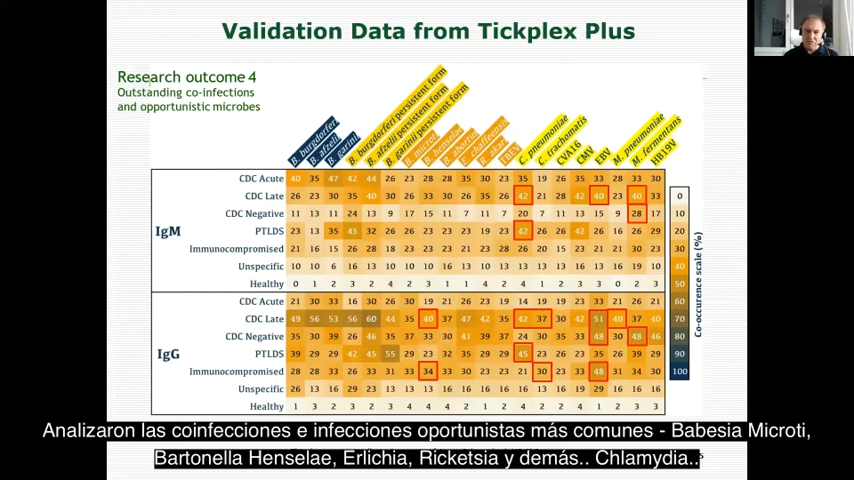 Validation Data from Tickplex Plus
Research outcome 4
Outstanding co-infections
and opportunistic microbes
B. burgdorferi
B. afzelii
B. garinii
B. burgdorferi persistent form
B. afzelii persistent form
B. garinii persistent form
B. microti
B. henselae
B. abortus
E. chaffeensis
R. akari
TBEV
C. pneumoniae
C. trachomatis
CVA16
CMV
EBV
M. pneumoniae
M. fermentans
HB19V
IgM
CDC Acute 40 35 47 42 44 26 23 28 28 35 30 23 35 19 26 35 33 28 33 30
CDC Late 26 23 30 35 40 23 26 33 30 35 26 23 42 21 28 42 40 23 40 33
CDC Negative 11 13 11 24 13 9 17 15 11 7 11 7 20 7 11 13 15 9 28 17
PTLDS 23 13 35 45 32 26 26 23 23 23 19 23 42 16 26 42 26 16 26 29
Immunocompromised 21 16 15 26 28 18 23 23 23 21 23 28 26 20 15 23 21 21 30 23
Unspecific 10 10 6 16 13 10 10 10 16 13 10 13 13 13 13 16 13 13 19 10
Healthy 0 1 2 3 2 4 2 3 1 1 3 2 4 1 2 3 3 0 2 3
IgG
CDC Acute 21 30 33 16 30 26 30 19 21 26 23 19 14 19 19 23 33 21 26 21
CDC Late 49 56 53 56 60 44 35 40 37 47 42 35 42 37 30 42 51 40 37 40
CDC Negative 35 30 39 26 46 35 37 33 30 41 39 37 24 30 35 33 48 30 48 46
PTLDS 39 29 29 42 45 55 29 23 32 35 29 29 45 23 26 23 35 26 39 29
Immunocompromised 28 28 33 26 33 31 33 34 28 28 31 31 21 30 23 33 48 31 34 30
Unspecific 26 13 16 29 23 13 13 13 16 16 16 16 16 16 16 19 29 16 16 16
Healthy 1 3 2 3 2 3 4 4 4 2 1 2 4 2 2 4 1 2 3 3
Co-occurence scale (%)
0
10
20
30
40
50
60
70
80
90
100
Analizaron las coinfecciones e infecciones oportunistas más comunes - Babesia Microti,
Bartonella Henselae, Erlichia, Ricketsia y demás.. Chlamydia..